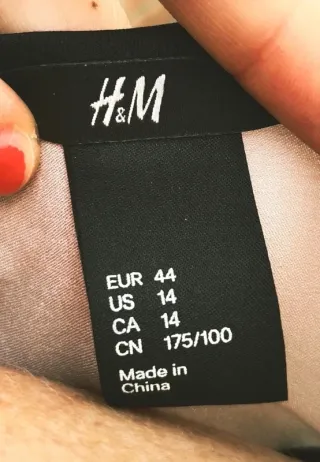 H&M
EUR 44
US 14
CA 14
CN 175/100
Made in
China